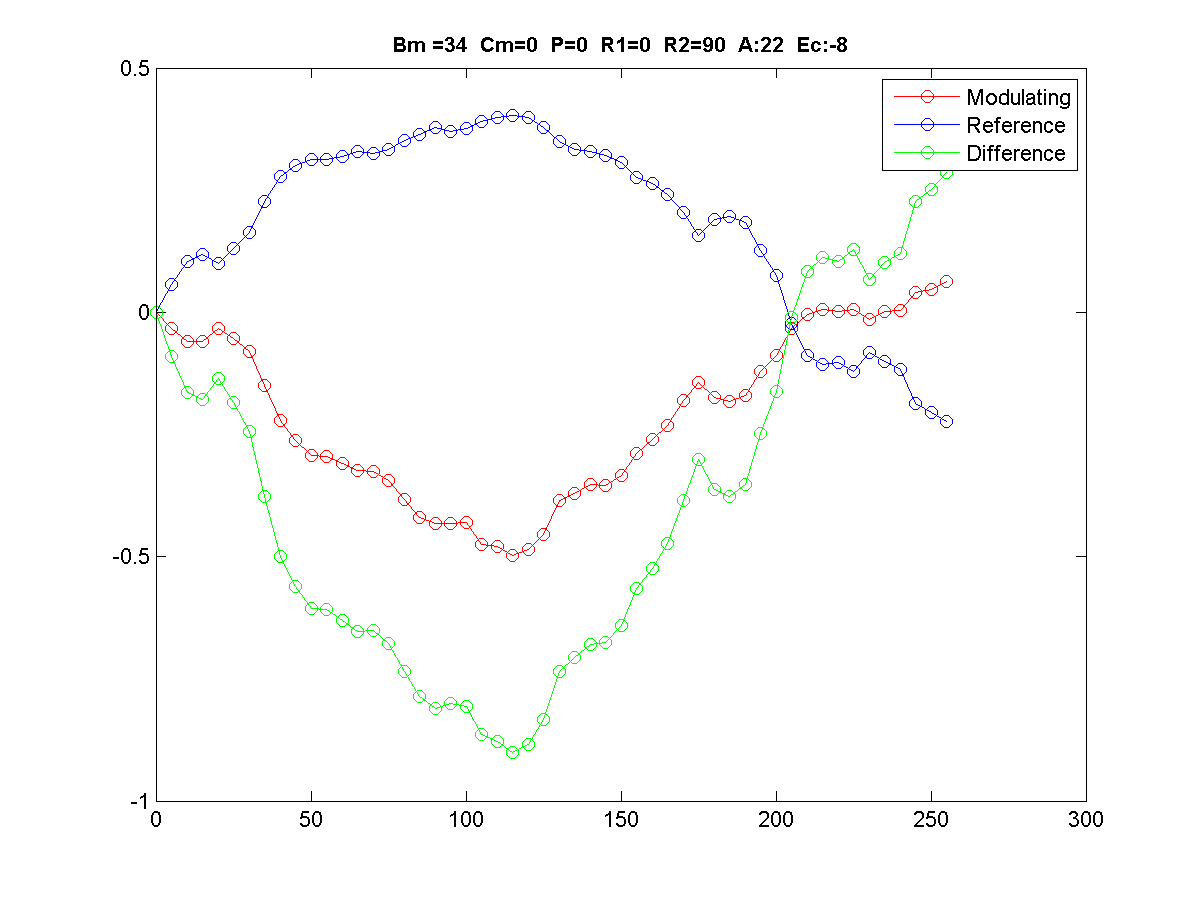 Bm =34 Cm=0 P=0 R1=0 R2=90 A:22 Ec:-8
0.5
Modulating
Reference
Difference
0
-0.5
-1
0 50 100 150 200 250 300